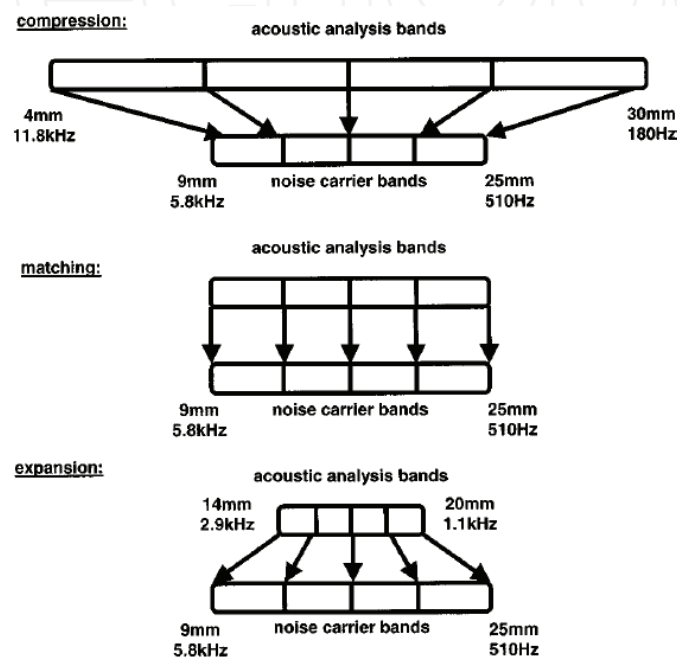 compression:
acoustic analysis bands
4mm
11.8kHz
30mm
180Hz
9mm
5.8kHz
noise carrier bands
25mm
510Hz
acoustic analysis bands
matching:
9mm
5.8kHz
noise carrier bands
25mm
510Hz
expansion:
acoustic analysis bands
14mm
2.9kHz
20mm
1.1kHz
9mm
5.8kHz
noise carrier bands
25mm
510Hz